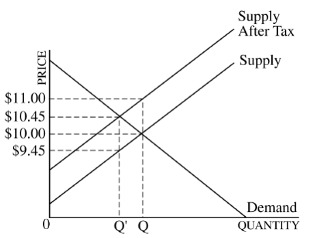 Supply
After Tax
Supply
PRICE
$11.00
$10.45
$10.00
$9.45
Demand
0
Q'
Q
QUANTITY